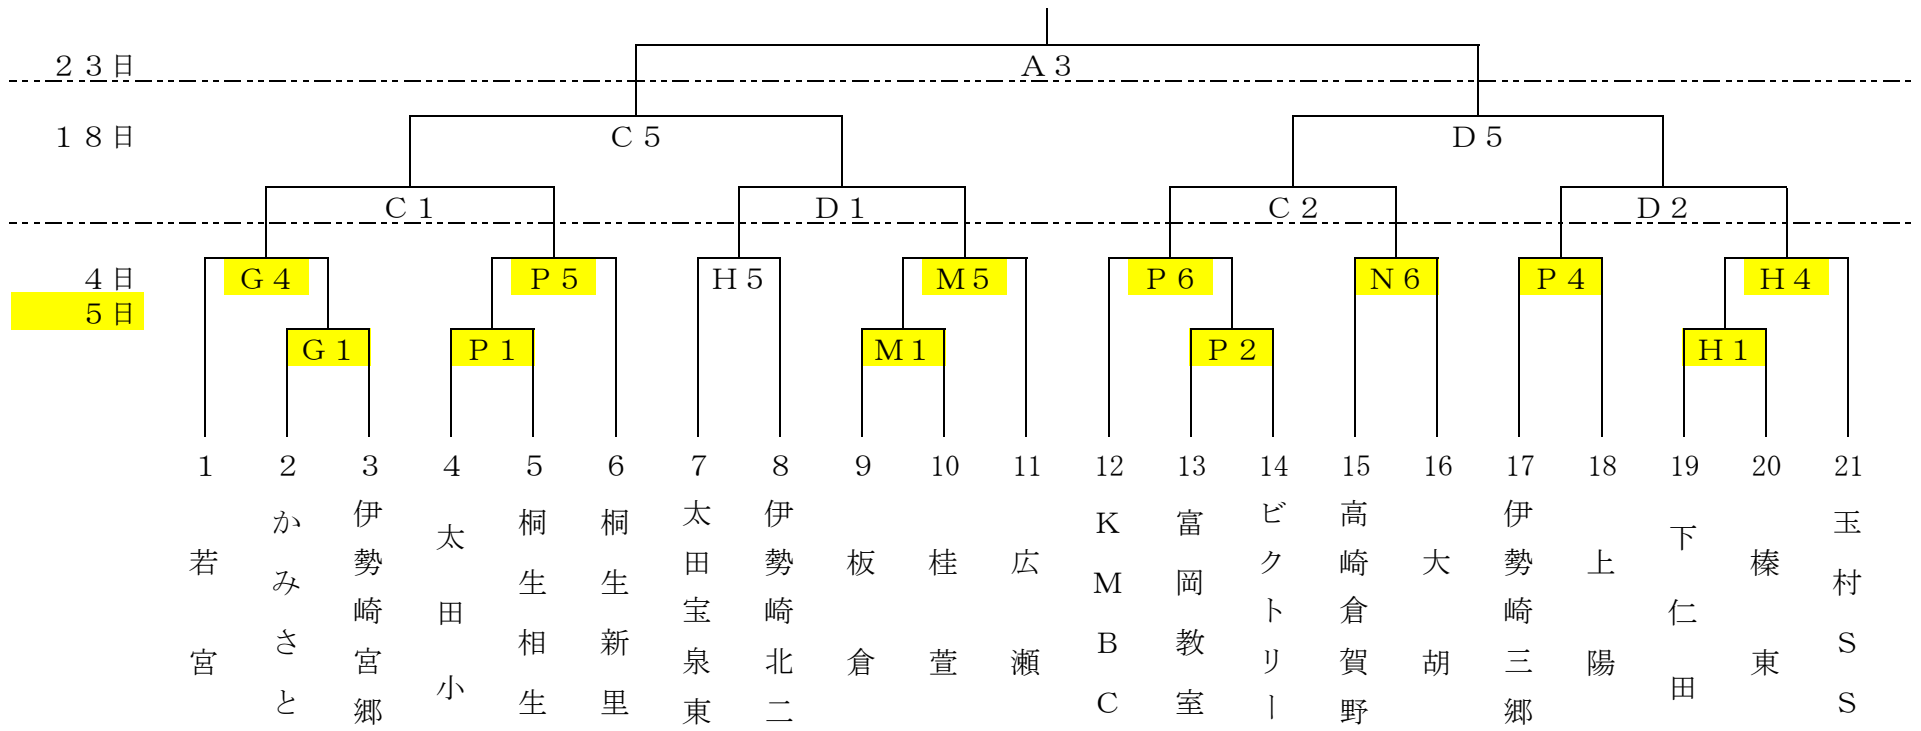 ２３日 Ａ３
１８日 Ｃ５ Ｄ５
Ｃ１ Ｄ１ Ｃ２ Ｄ２
４日 Ｇ４ Ｐ５ Ｈ５ Ｍ５ Ｐ６ Ｎ６ Ｐ４ Ｈ４
５日
Ｇ１ Ｐ１ Ｍ１ Ｐ２ Ｈ１
１ ２ ３ ４ ５ ６ ７ ８ ９ 10 11 12 13 14 15 16 17 18 19 20 21
若宮
かみさと
伊勢崎宮郷
太田小
桐生相生
桐生新里
太田宝泉東
伊勢崎北二
板倉
桂萱
広瀬
ＫＭＢＣ
富岡教室
ビクトリー
高崎倉賀野
大胡
伊勢崎三郷
上陽
下仁田
榛東
玉村ＳＳ